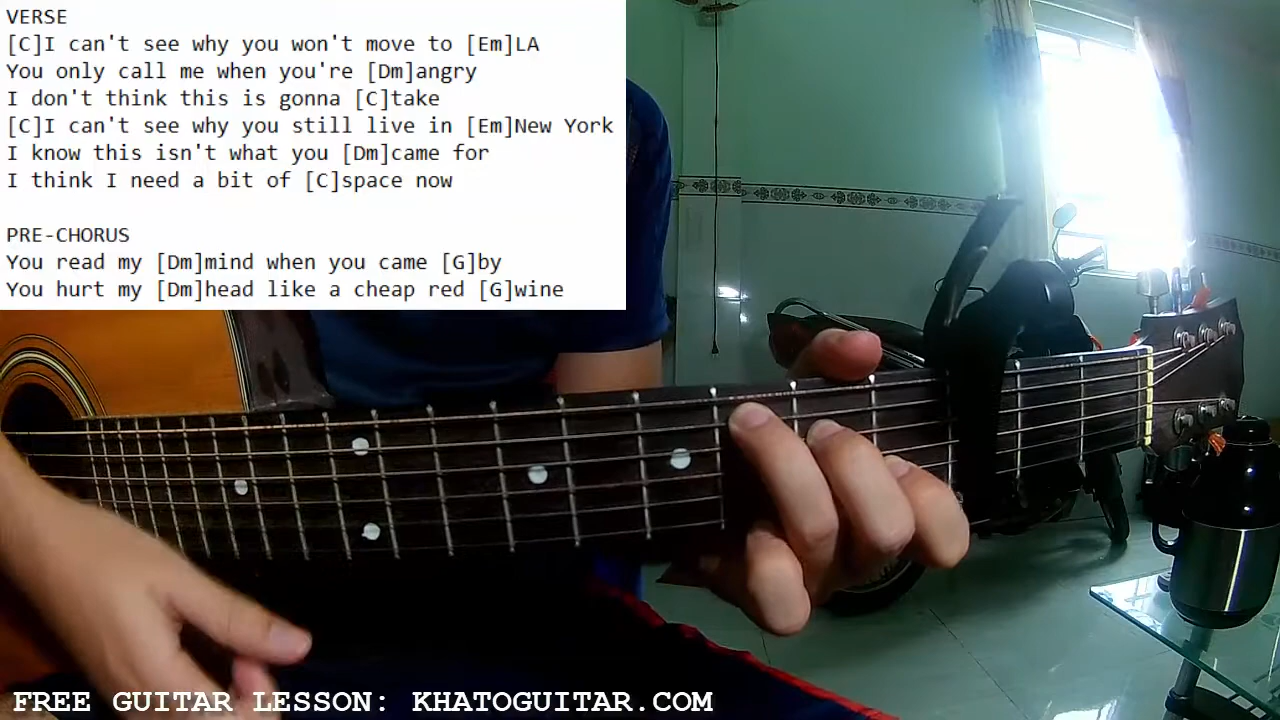 VERSE
[C]I can't see why you won't move to [Em]LA
You only call me when you're [Dm]angry
I don't think this is gonna [C]take
[C]I can't see why you still live in [Em]New York
I know this isn't what you [Dm]came for
I think I need a bit of [C]space now
PRE-CHORUS
You read my [Dm]mind when you came [G]by
You hurt my [Dm]head like a cheap red [G]wine
FREE GUITAR LESSON: KHATOGUITAR.COM